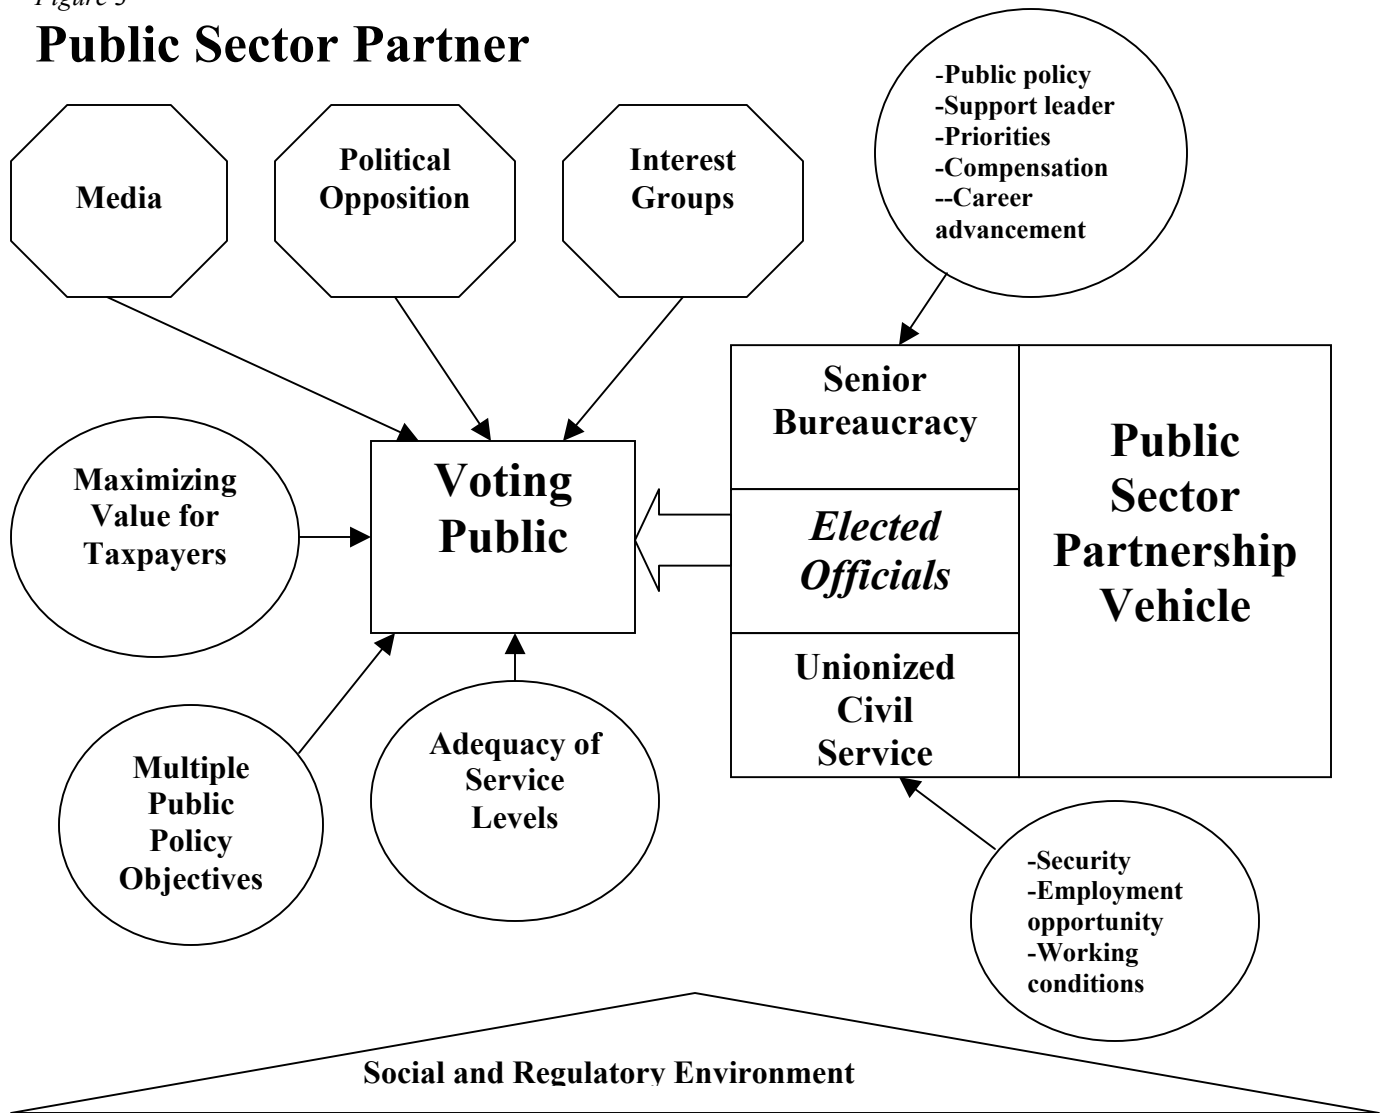 Public Sector Partner
Media
Political
Opposition
Interest
Groups
-Public policy
-Support leader
-Priorities
-Compensation
--Career
advancement
Senior
Bureaucracy
Public
Sector
Partnership
Vehicle
Voting
Public
Maximizing
Value for
Taxpayers
Elected
Officials
Unionized
Civil
Service
Multiple
Public
Policy
Objectives
Adequacy of
Service
Levels
-Security
-Employment
opportunity
-Working
conditions
Social and Regulatory Environment